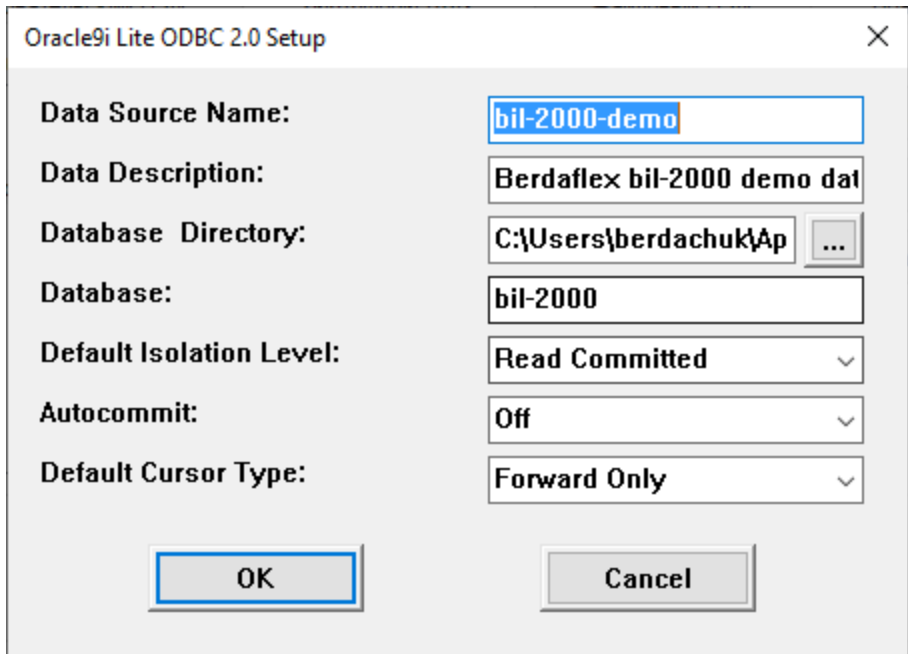 Oracle9i Lite ODBC 2.0 Setup
Data Source Name: bil-2000-demo
Data Description: Berdaflex bil-2000 demo dat
Database  Directory: C:\Users\berdachuk\Ap ...
Database: bil-2000
Default Isolation Level: Read Committed
Autocommit: Off
Default Cursor Type: Forward Only
OK Cancel